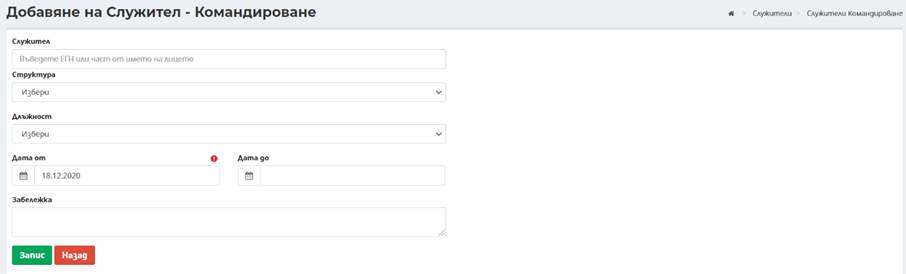 Добавяне на Служител - Командироване
> Служители > Служители Командироване
Служител
Въведете ЕГН или част от името на лицето
Структура
Избери
Длъжност
Избери
Дата от Дата до
18.12.2020
Забележка
Запис Назад